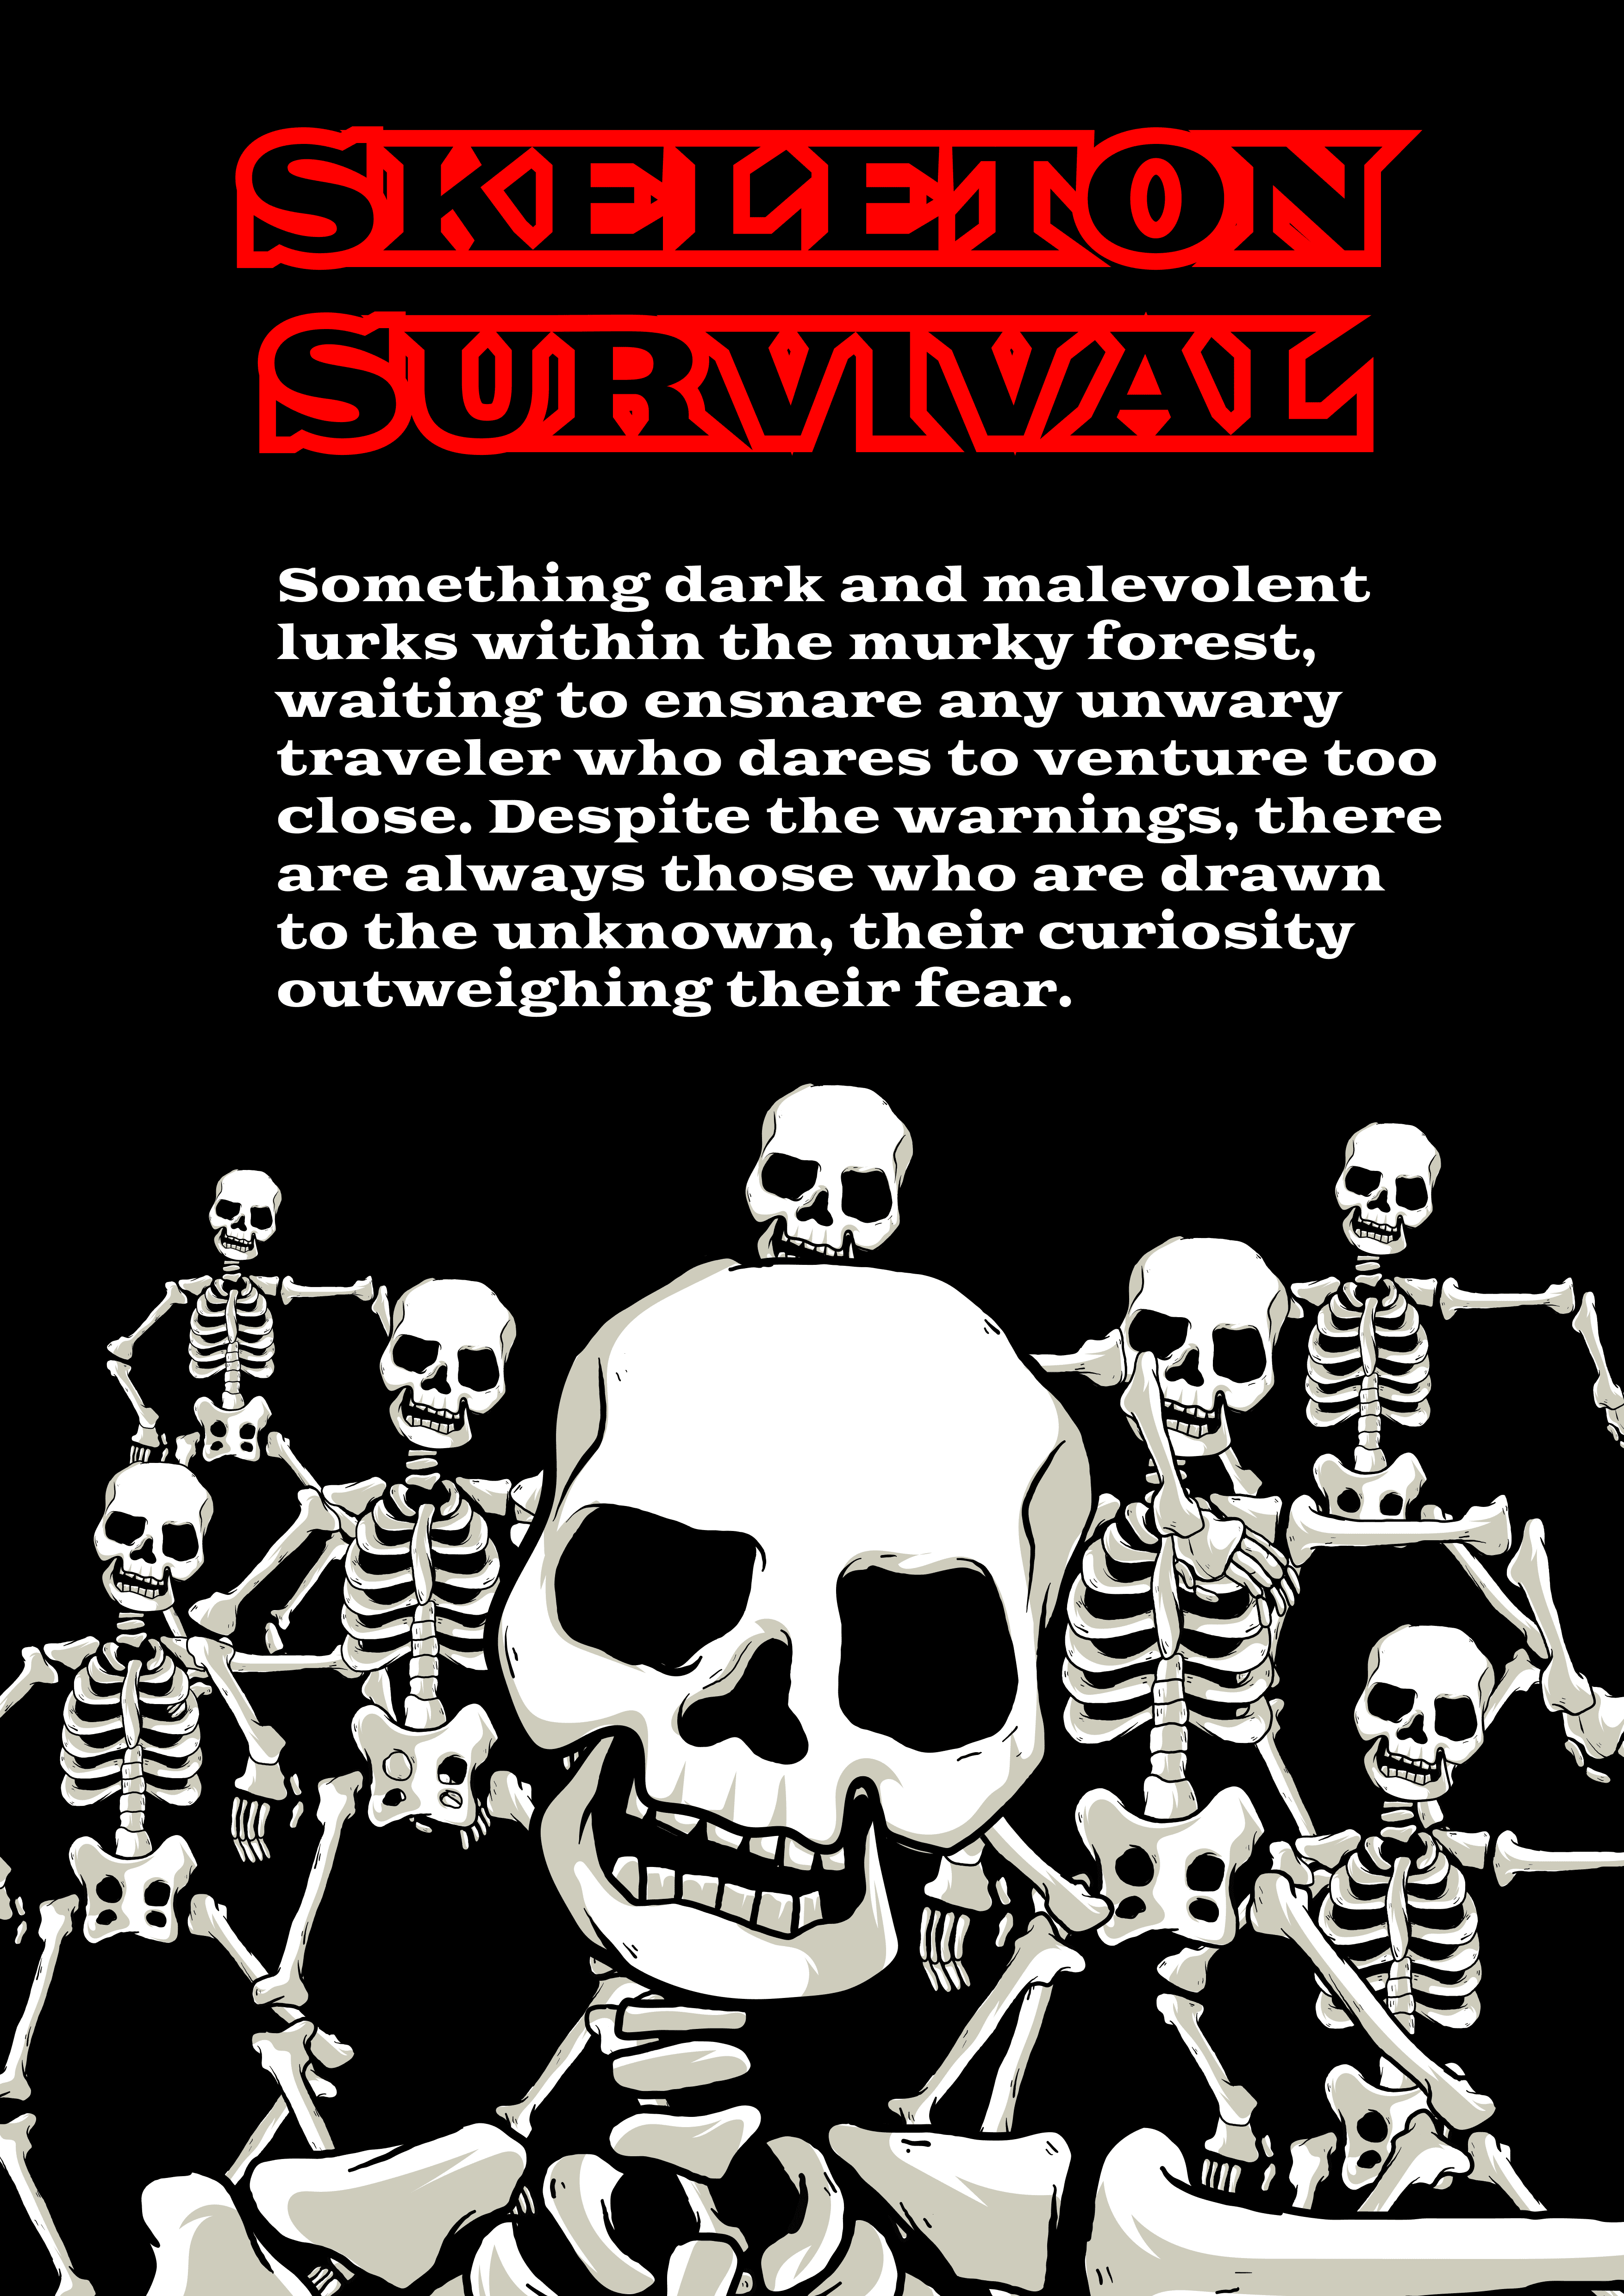 SKELETON
SURVIVAL
Something dark and malevolent
lurks within the murky forest,
waiting to ensnare any unwary
traveler who dares to venture too
close. Despite the warnings, there
are always those who are drawn
to the unknown, their curiosity
outweighing their fear.